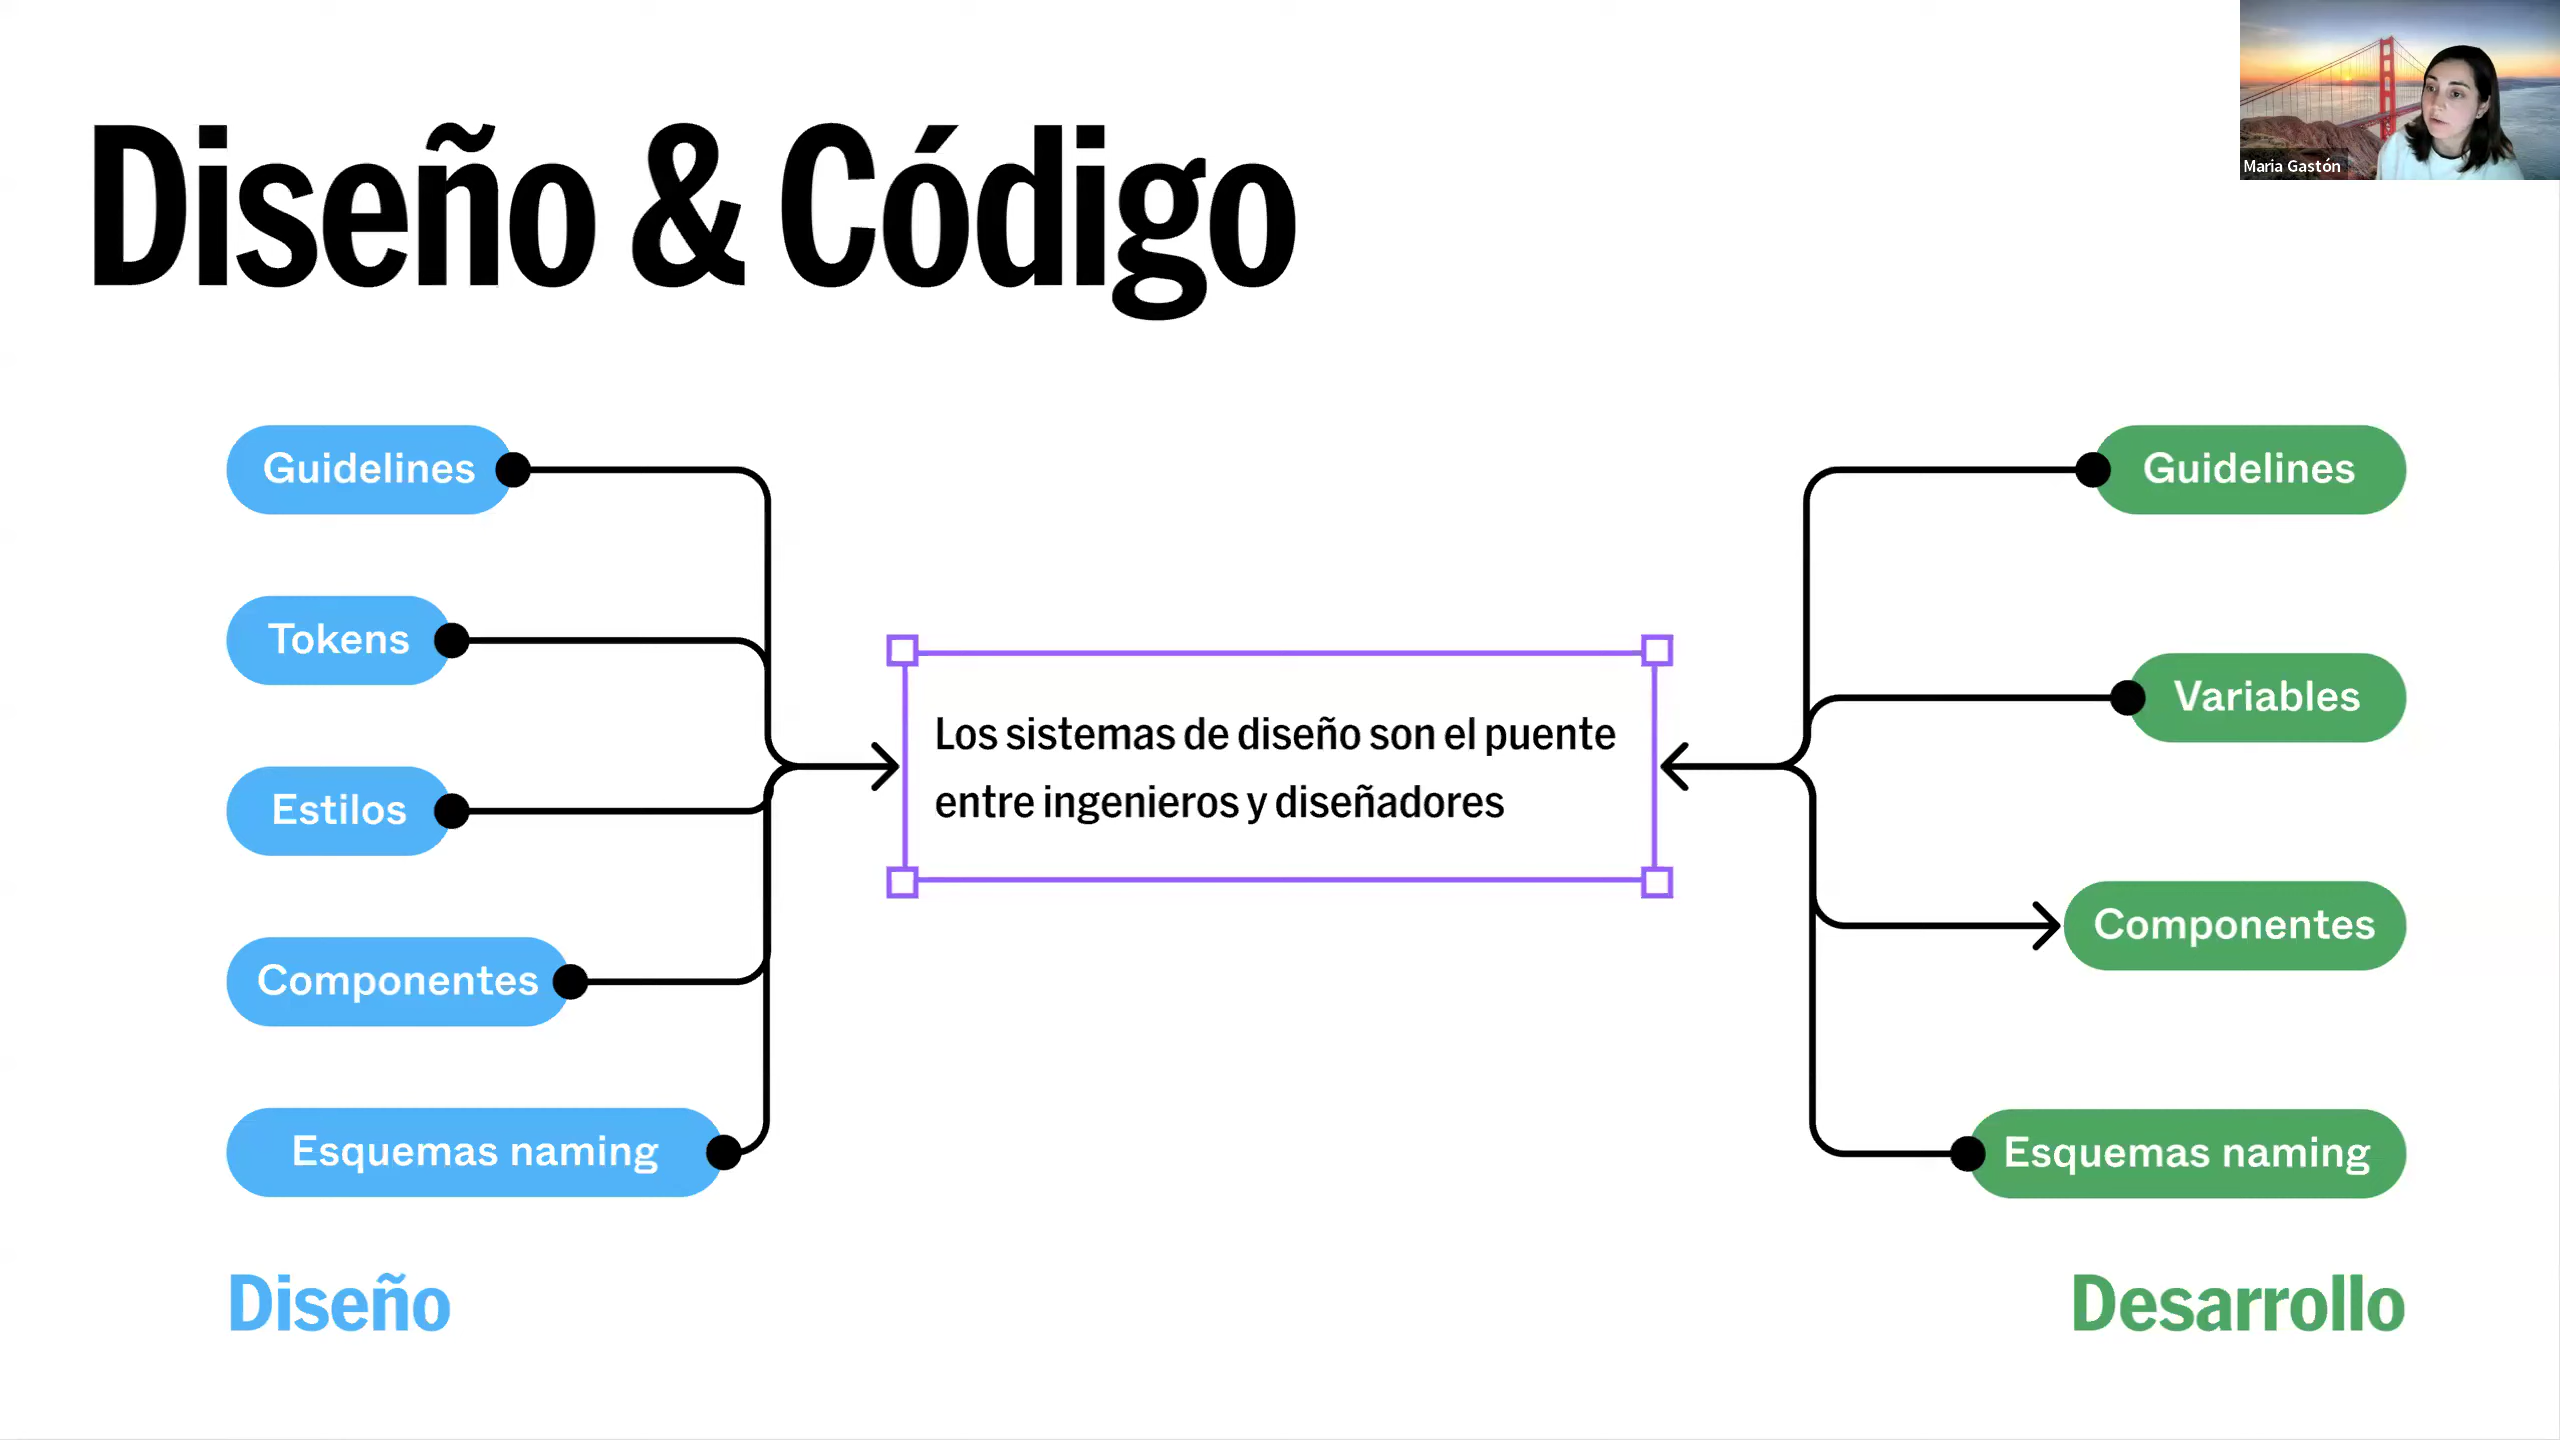 Diseño & Código
Maria Gastón
Guidelines
Tokens
Estilos
Componentes
Esquemas naming
Diseño
Los sistemas de diseño son el puente
entre ingenieros y diseñadores
Guidelines
Variables
Componentes
Esquemas naming
Desarrollo